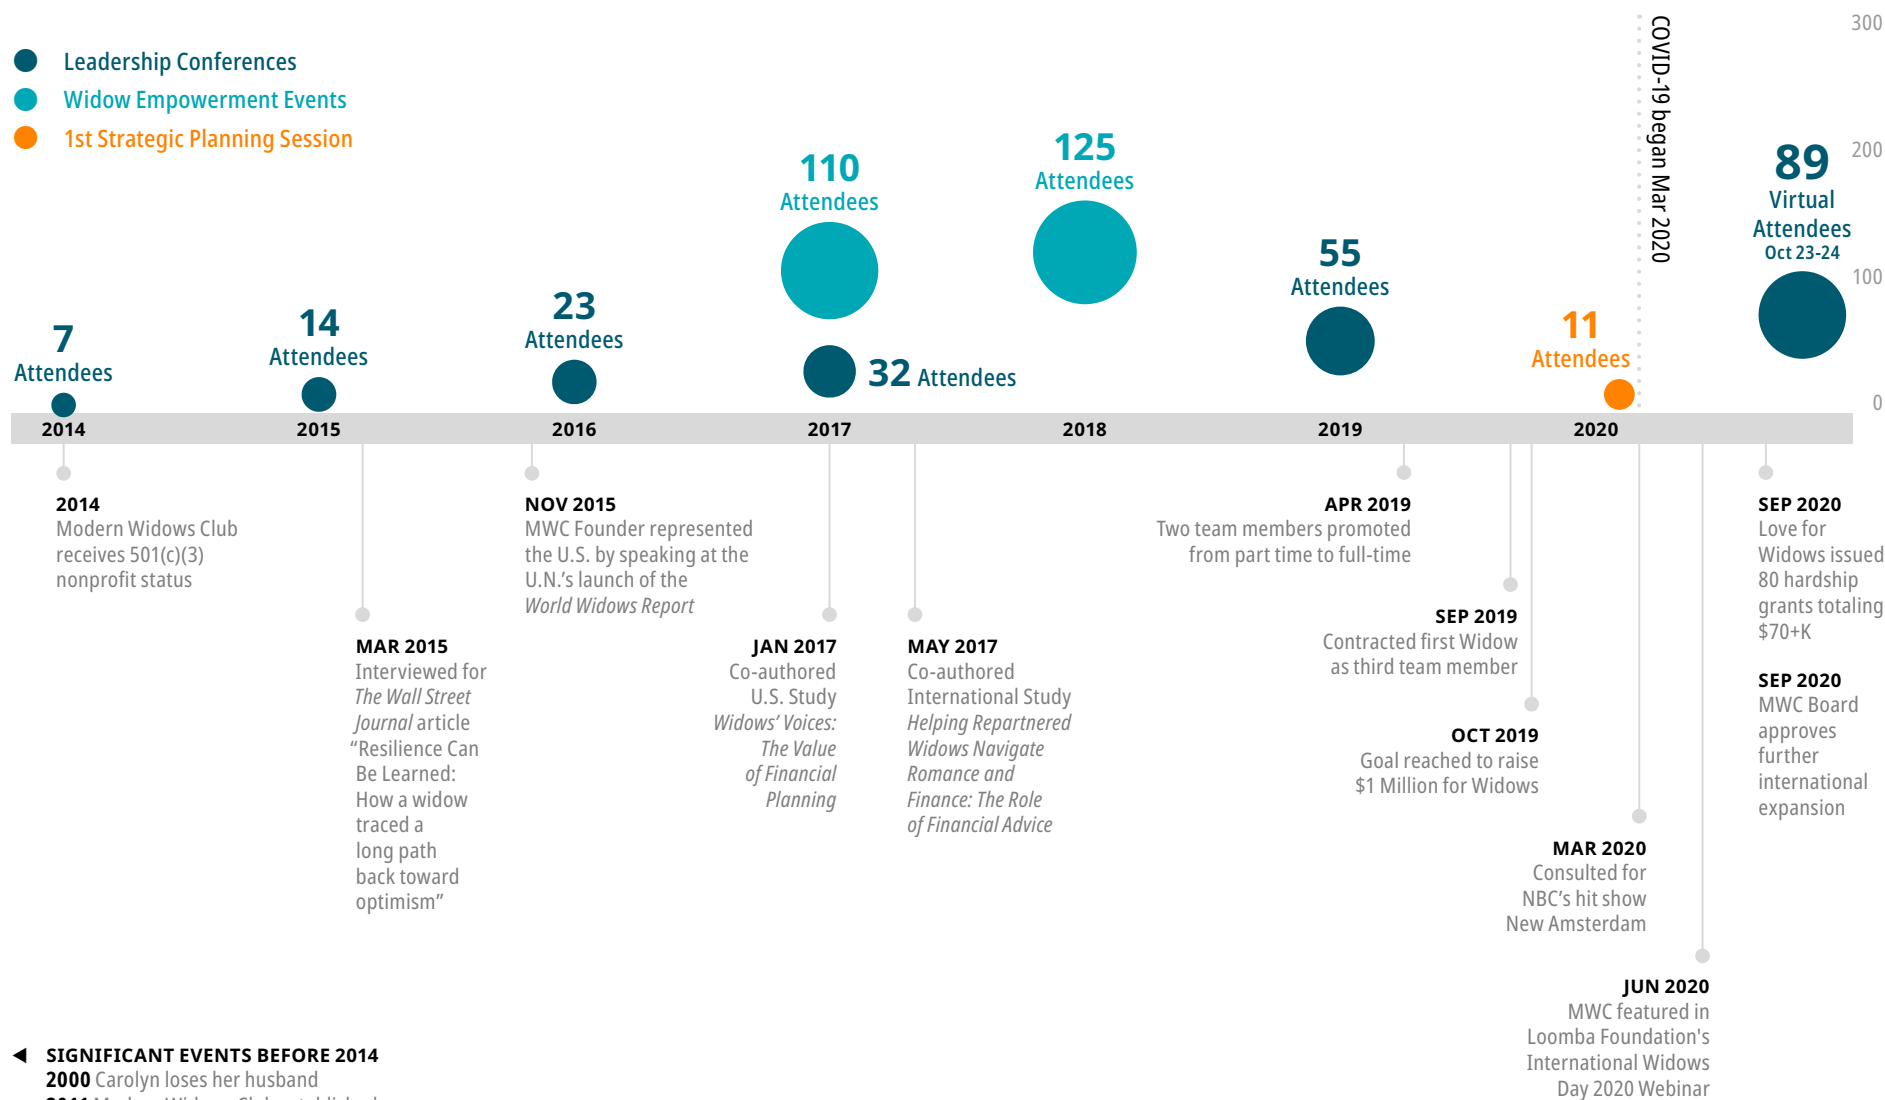 Leadership Conferences
Widow Empowerment Events
1st Strategic Planning Session
COVID-19 began Mar 2020
300
200
100
0
7
Attendees
14
Attendees
23
Attendees
110
Attendees
32 Attendees
125
Attendees
55
Attendees
11
Attendees
89
Virtual
Attendees
Oct 23-24
2014
2015
2016
2017
2018
2019
2020
2014
Modern Widows Club
receives 501(c)(3)
nonprofit status
MAR 2015
Interviewed for
The Wall Street
Journal article
“Resilience Can
Be Learned:
How a widow
traced a
long path
back toward
optimism”
NOV 2015
MWC Founder represented
the U.S. by speaking at the
U.N.’s launch of the
World Widows Report
JAN 2017
Co-authored
U.S. Study
Widows’ Voices:
The Value
of Financial
Planning
MAY 2017
Co-authored
International Study
Helping Repartnered
Widows Navigate
Romance and
Finance: The Role
of Financial Advice
APR 2019
Two team members promoted
from part time to full-time
SEP 2019
Contracted first Widow
as third team member
OCT 2019
Goal reached to raise
$1 Million for Widows
MAR 2020
Consulted for
NBC’s hit show
New Amsterdam
JUN 2020
MWC featured in
Loomba Foundation's
International Widows
Day 2020 Webinar
SEP 2020
Love for
Widows issued
80 hardship
grants totaling
$70+K
SEP 2020
MWC Board
approves
further
international
expansion
SIGNIFICANT EVENTS BEFORE 2014
2000 Carolyn loses her husband
2011 Modern Widows Club established